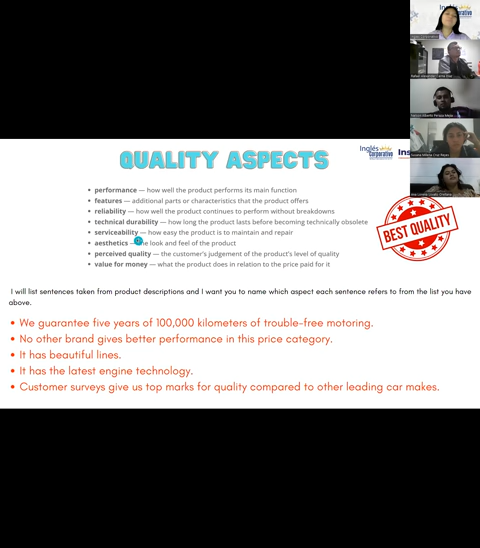 QUALITY ASPECTS
Inglés
Corporative
BEST QUALITY
• performance — how well the product performs its main function
• features — additional parts or characteristics that the product offers
• reliability — how well the product continues to perform without breakdowns
• technical durability — how long the product lasts before becoming technically obsolete
• serviceability — how easy the product is to maintain and repair
• aesthetics — the look and feel of the product
• perceived quality — the customer's judgement of the product's level of quality
• value for money — what the product does in relation to the price paid for it
I will list sentences taken from product descriptions and I want you to name which aspect each sentence refers to from the list you have
above.
• We guarantee five years of 100,000 kilometers of trouble-free motoring.
• No other brand gives better performance in this price category.
• It has beautiful lines.
• It has the latest engine technology.
• Customer surveys give us top marks for quality compared to other leading car makes.